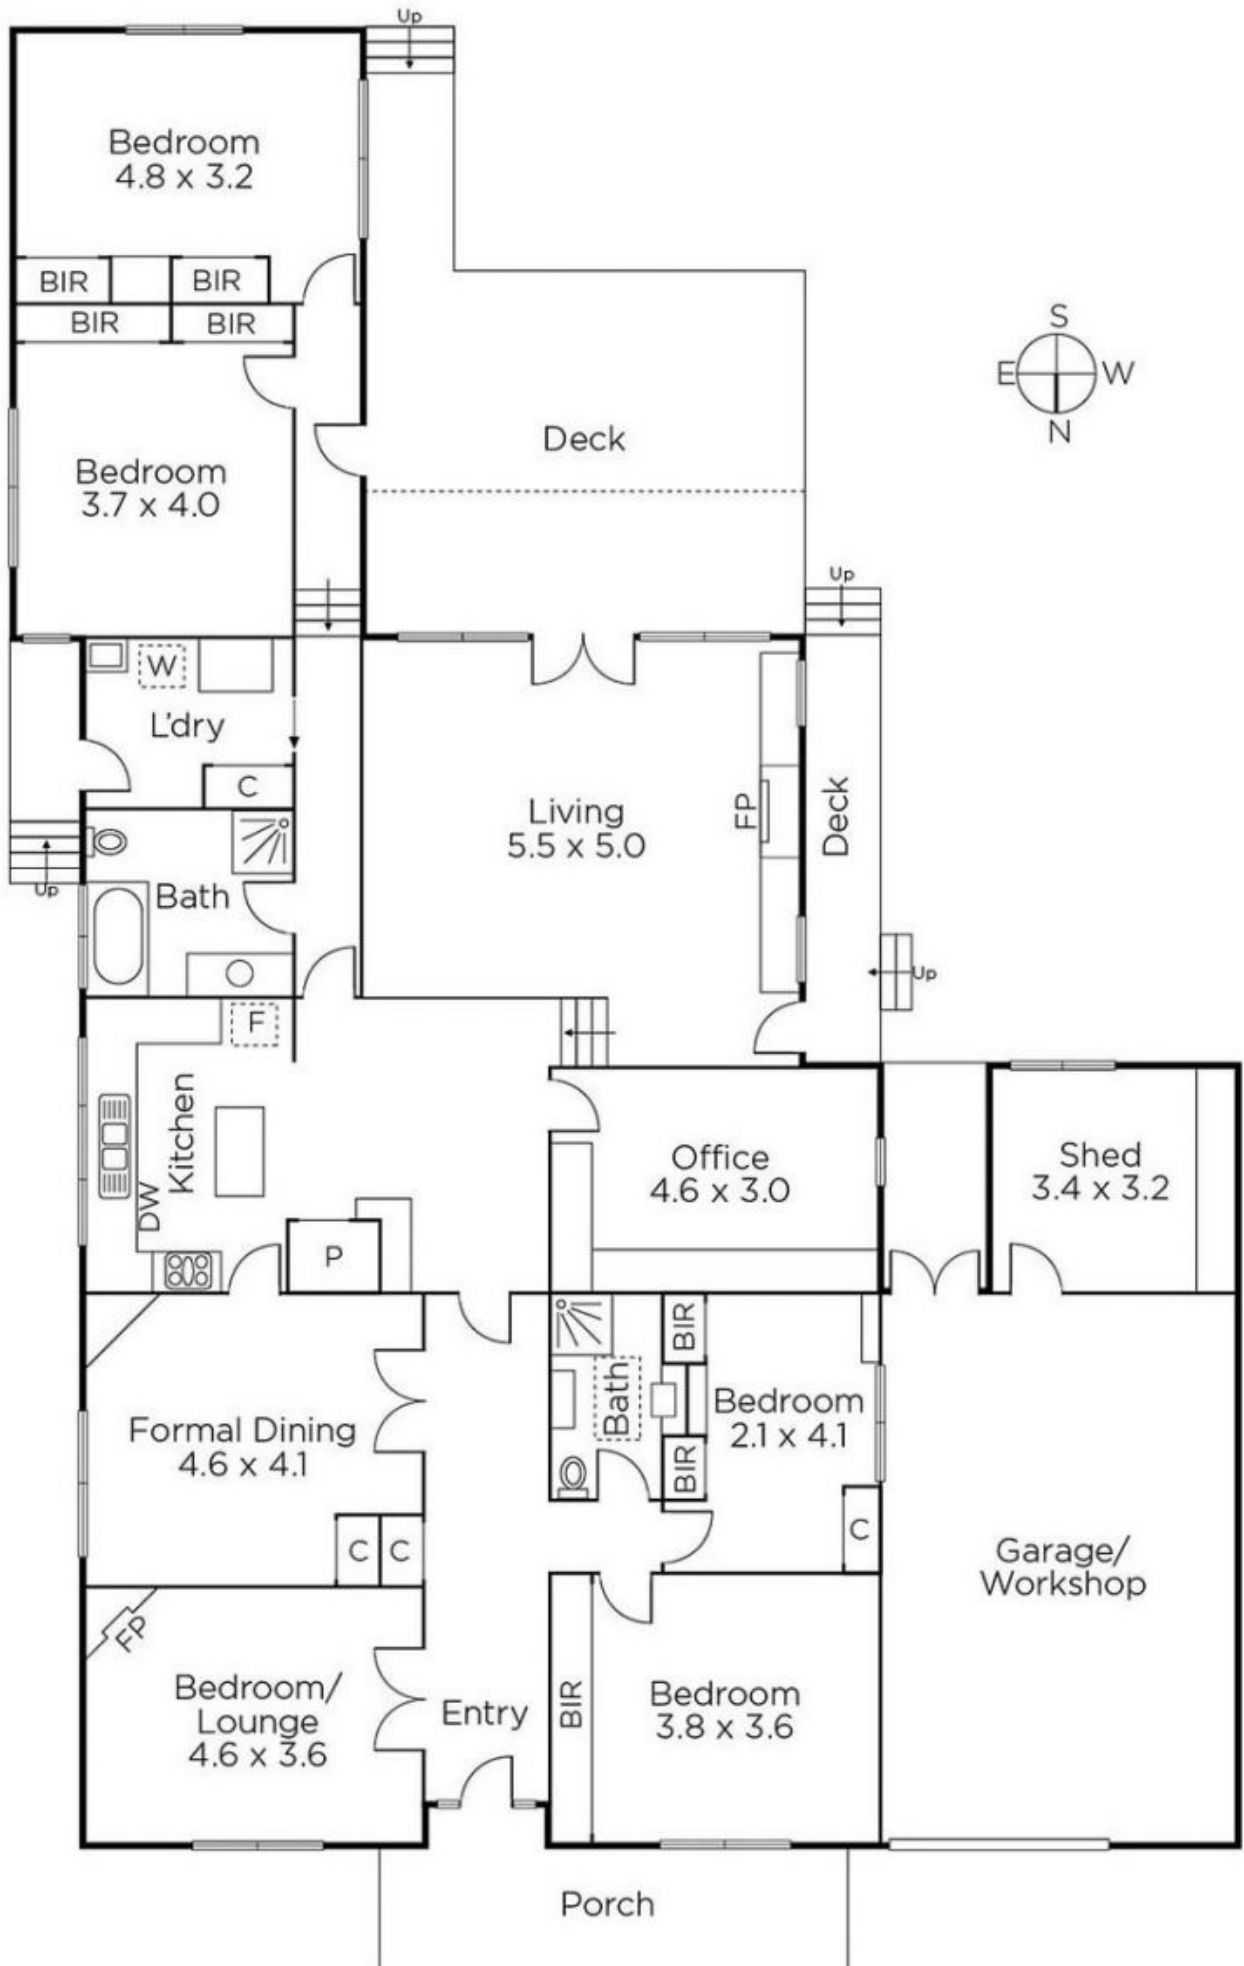 Up
Bedroom
4.8 x 3.2
BIR
BIR
BIR
BIR
S
E
W
N
Deck
Bedroom
3.7 x 4.0
Up
W
L'dry
C
Living
5.5 x 5.0
FP
Deck
Up
Bath
Up
F
Kitchen
DW
P
Office
4.6 x 3.0
Shed
3.4 x 3.2
BIR
Bath
Bedroom
2.1 x 4.1
BIR
Formal Dining
4.6 x 4.1
C
C
C
Garage/
Workshop
FP
Bedroom/
Lounge
4.6 x 3.6
Entry
BIR
Bedroom
3.8 x 3.6
Porch